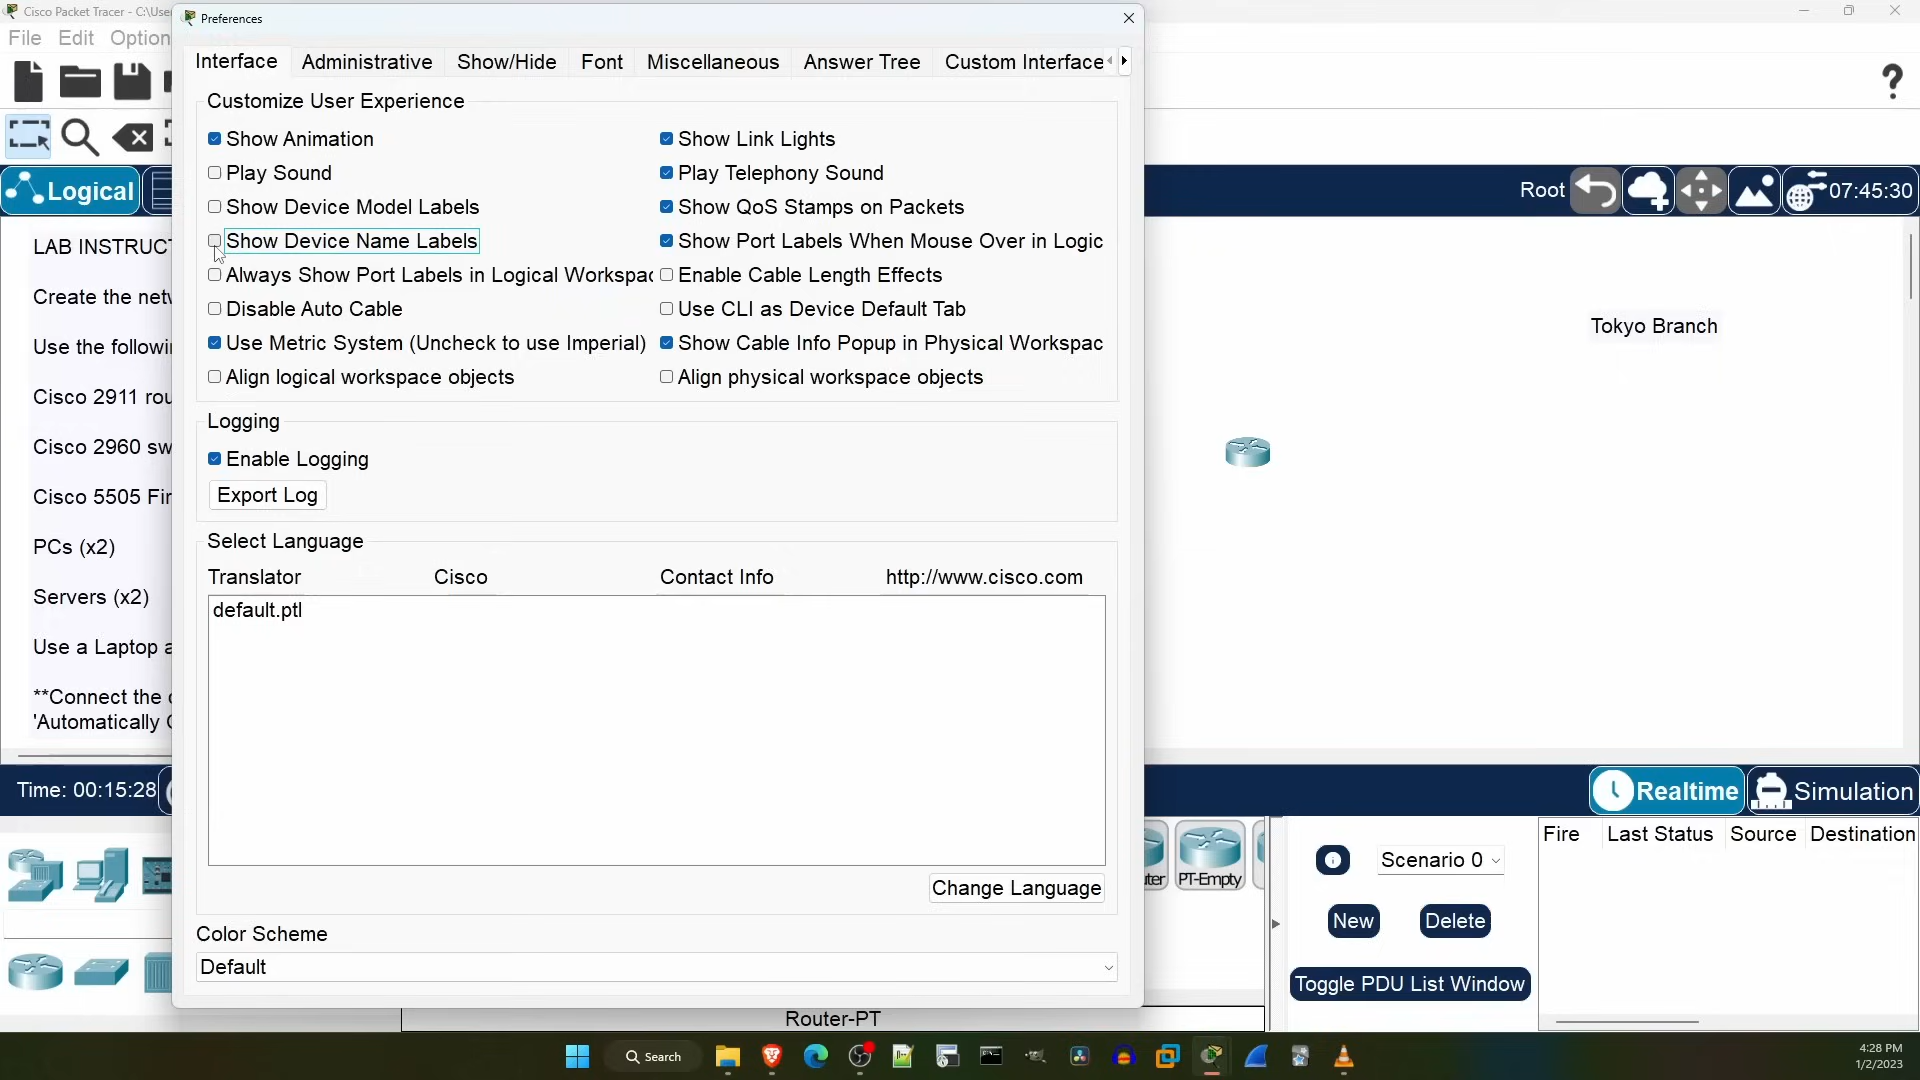 Cisco Packet Tracer - C:\Use
Preferences
File Edit Option
Interface Administrative Show/Hide Font Miscellaneous Answer Tree Custom Interface
Customize User Experience
Show Animation
Show Link Lights
Play Sound
Play Telephony Sound
Show Device Model Labels
Show QoS Stamps on Packets
Show Device Name Labels
Show Port Labels When Mouse Over in Logic
Always Show Port Labels in Logical Workspac
Enable Cable Length Effects
Disable Auto Cable
Use CLI as Device Default Tab
Use Metric System (Uncheck to use Imperial)
Show Cable Info Popup in Physical Workspac
Align logical workspace objects
Align physical workspace objects
Logging
Enable Logging
Export Log
Select Language
Translator Cisco Contact Info http://www.cisco.com
default.ptl
Change Language
Color Scheme
Default
Logical
Root
07:45:30
LAB INSTRUCT
Create the net
Use the followi
Cisco 2911 rou
Cisco 2960 sw
Cisco 5505 Fir
PCs (x2)
Servers (x2)
Use a Laptop a
**Connect the
'Automatically
Tokyo Branch
Time: 00:15:28
Realtime
Simulation
ter
PT-Empty
Router-PT
Scenario 0
New
Delete
Toggle PDU List Window
Fire Last Status Source Destination
Search
4:28 PM
1/2/2023